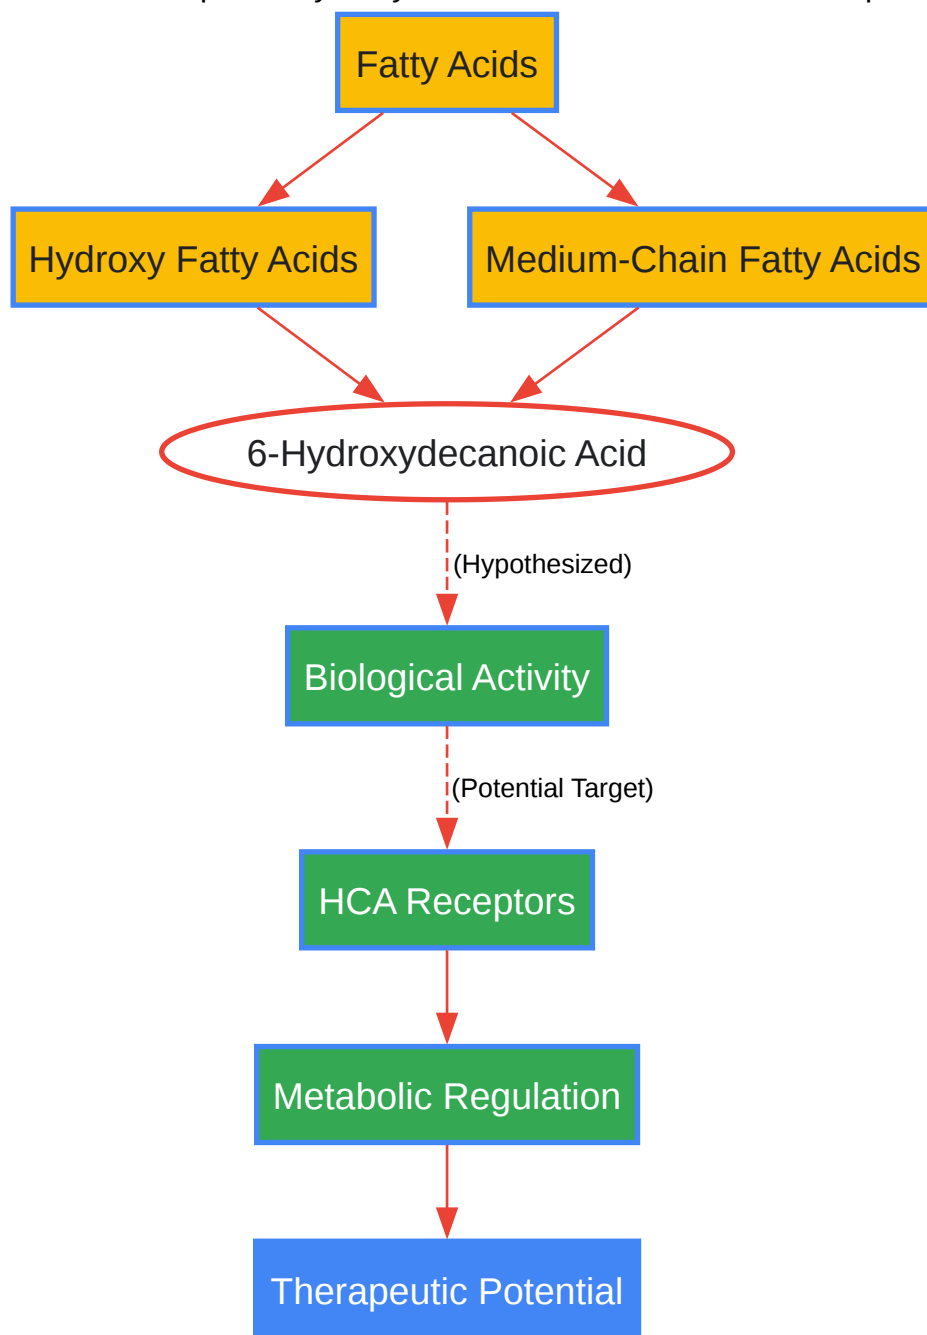 Fatty Acids
Hydroxy Fatty Acids
Medium-Chain Fatty Acids
6-Hydroxydecanoic Acid
(Hypothesized)
Biological Activity
(Potential Target)
HCA Receptors
Metabolic Regulation
Therapeutic Potential